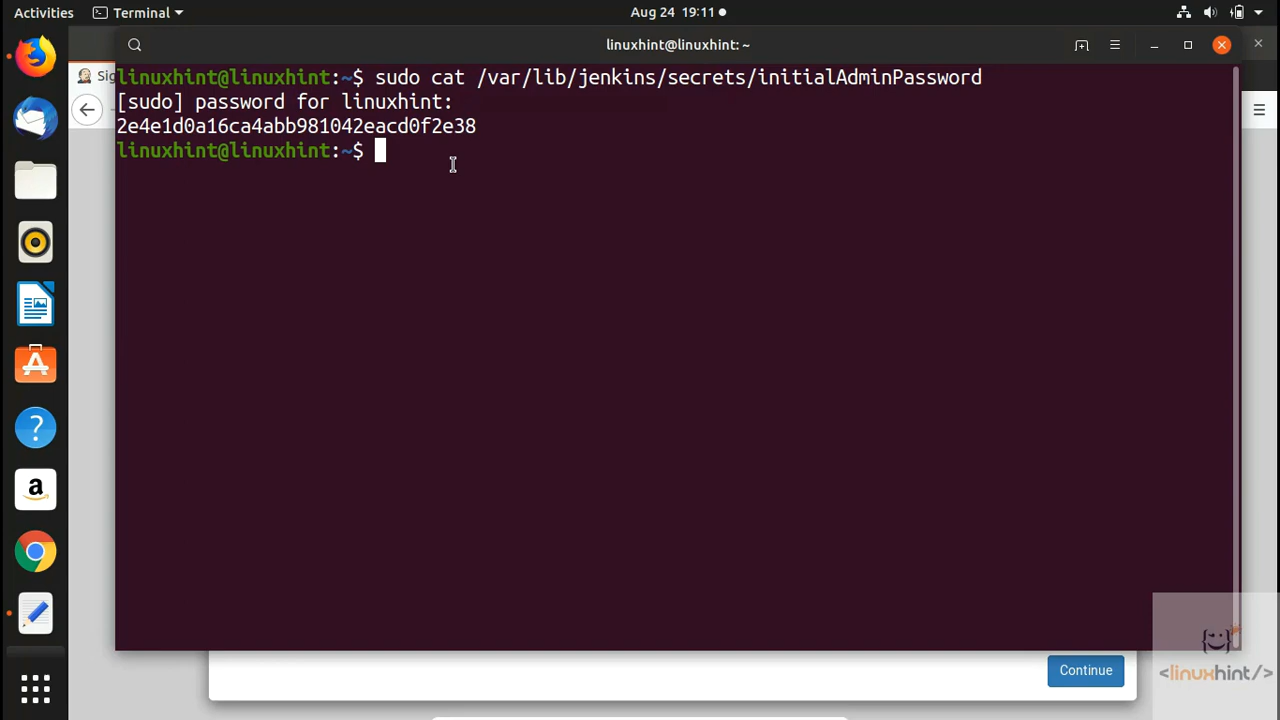 Activities
Terminal
Aug 24 19:11
linuxhint@linuxhint: ~
Sig
linuxhint@linuxhint:~$ sudo cat /var/lib/jenkins/secrets/initialAdminPassword
[sudo] password for linuxhint:
2e4e1d0a16ca4abb981042eacd0f2e38
linuxhint@linuxhint:~$
Continue
<linuxhint/>